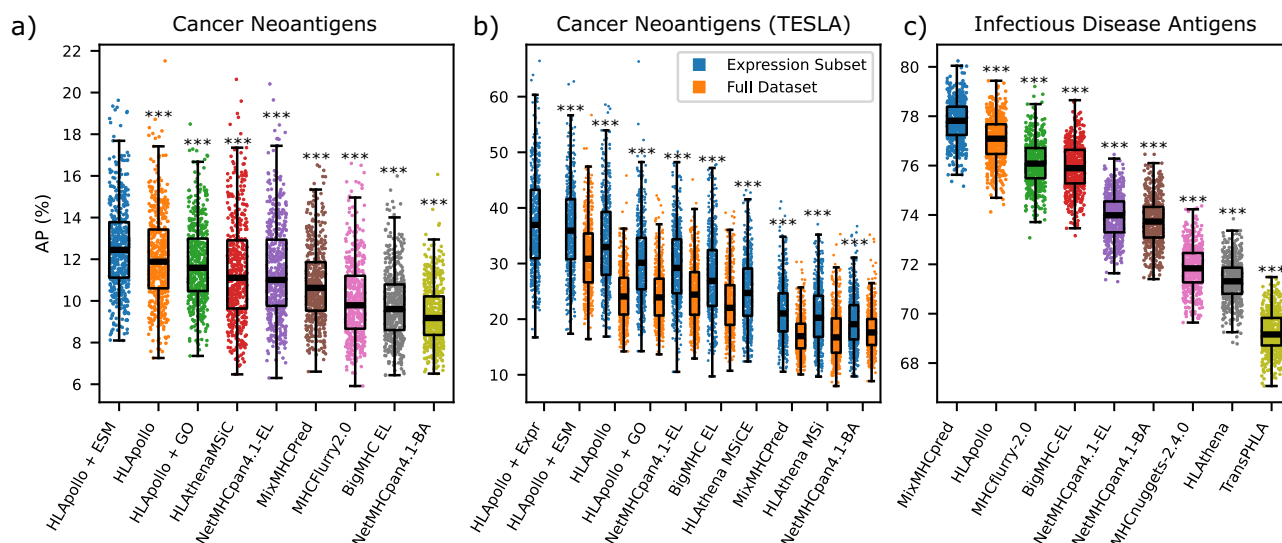 a)
Cancer Neoantigens
AP (%)
22
20
18
16
14
12
10
8
6
***
***
***
***
***
***
***
***
HLApollo + ESM
HLApollo
HLApollo + GO
HLAthenaMSiC
NetMHCpan4.1-EL
MixMHCPred
MHCFlurry2.0
BigMHC EL
NetMHCpan4.1-BA
b)
Cancer Neoantigens (TESLA)
Expression Subset
Full Dataset
60
50
40
30
20
10
***
***
***
***
***
***
***
***
***
HLApollo + Expr
HLApollo + ESM
HLApollo
HLApollo + GO
NetMHCpan4.1-EL
BigMHC EL
HLAthena MSiCE
MixMHCPred
HLAthena MSi
NetMHCpan4.1-BA
c)
Infectious Disease Antigens
80
78
76
74
72
70
68
***
***
***
***
***
***
***
***
MixMHCpred
HLApollo
MHCflurry-2.0
BigMHC-EL
NetMHCpan4.1-EL
NetMHCpan4.1-BA
MHCnuggets-2.4.0
HLAthena
TransPHLA